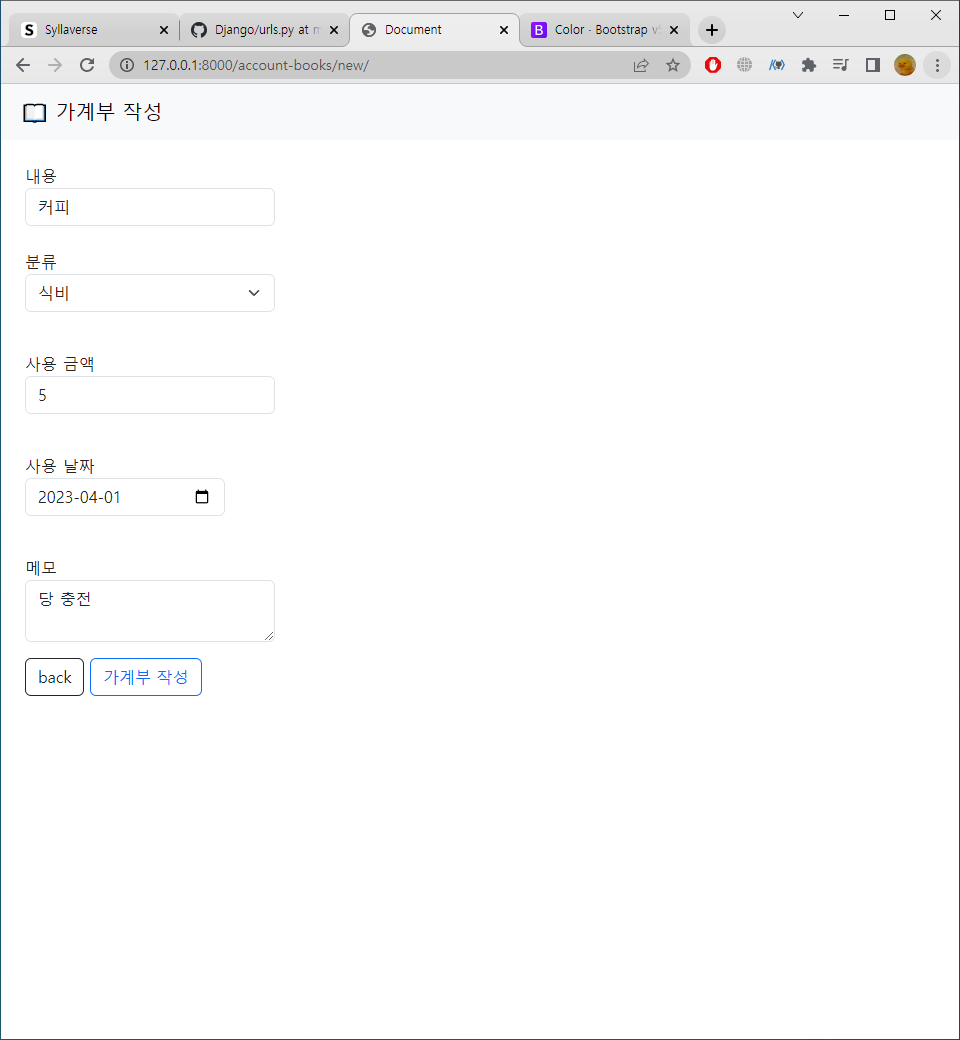 S Syllaverse
Django/urls.py at m
Document
B Color · Bootstrap v5
127.0.0.1:8000/account-books/new/
가계부 작성
내용
커피
분류
식비
사용 금액
5
사용 날짜
2023-04-01
메모
당 충전
back
가계부 작성